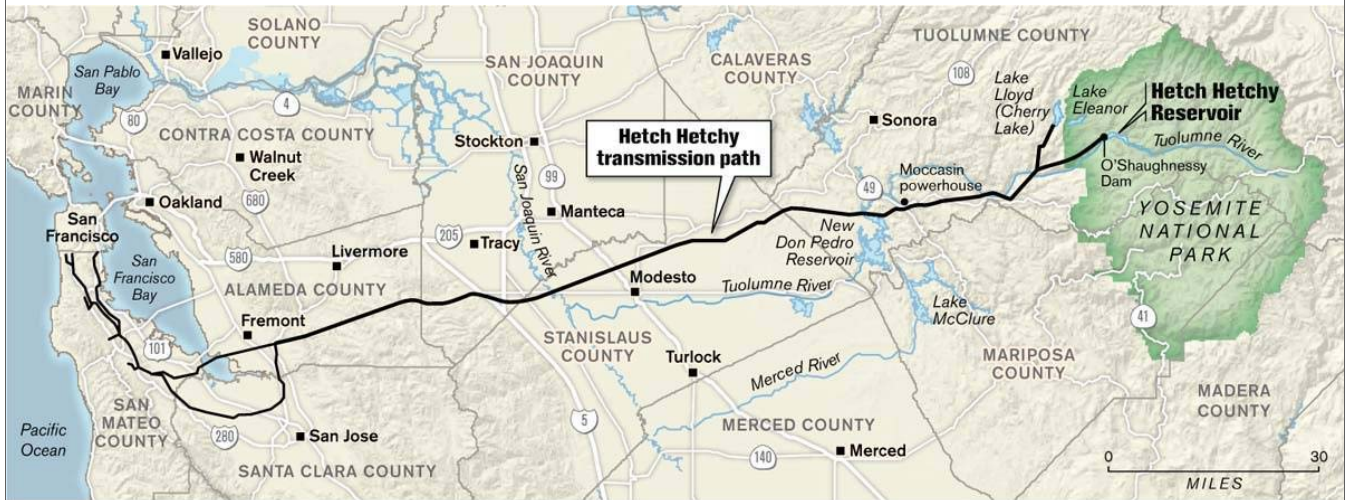 SOLANO
COUNTY
Vallejo
San Pablo
Bay
MARIN
COUNTY
80
4
CONTRA COSTA COUNTY
Walnut
Creek
680
Oakland
San
Francisco
San
Francisco
Bay
580
Livermore
ALAMEDA COUNTY
Fremont
101
SAN
MATEO
COUNTY
280
San Jose
SANTA CLARA COUNTY
Pacific
Ocean
SAN JOAQUIN
COUNTY
Stockton
San Joaquin River
99
Manteca
205
Tracy
Hetch Hetchy
transmission path
Modesto
Tuolumne River
STANISLAUS
COUNTY
Turlock
Merced River
5
MERCED COUNTY
140
Merced
CALAVERAS
COUNTY
TUOLUMNE COUNTY
108
Sonora
49
Moccasin
powerhouse
New
Don Pedro
Reservoir
Lake
McClure
Lake
Lloyd
(Cherry
Lake)
Lake
Eleanor
Hetch Hetchy
Reservoir
Tuolumne River
O'Shaughnessy
Dam
YOSEMITE
NATIONAL
PARK
41
MARIPOSA
COUNTY
MADERA
COUNTY
0 30
MILES